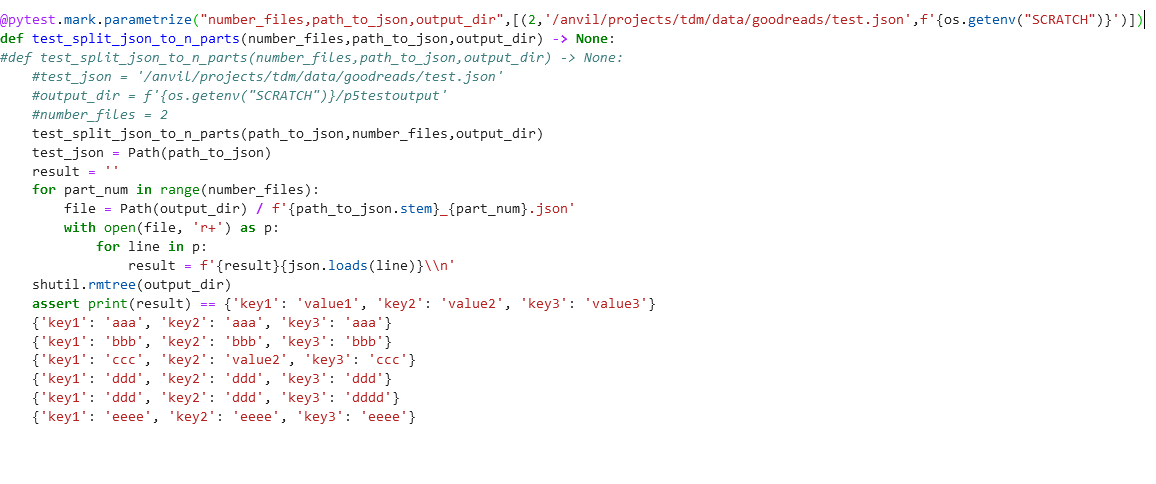 @pytest.mark.parametrize("number_files,path_to_json,output_dir",[(2,'/anvil/projects/tdm/data/goodreads/test.json',f'{os.getenv("SCRATCH")}')])
def test_split_json_to_n_parts(number_files,path_to_json,output_dir) -> None:
#def test_split_json_to_n_parts(number_files,path_to_json,output_dir) -> None:
    #test_json = '/anvil/projects/tdm/data/goodreads/test.json'
    #output_dir = f'{os.getenv("SCRATCH")}/p5testoutput'
    #number_files = 2
    test_split_json_to_n_parts(path_to_json,number_files,output_dir)
    test_json = Path(path_to_json)
    result = ''
    for part_num in range(number_files):
        file = Path(output_dir) / f'{path_to_json.stem}_{part_num}.json'
        with open(file, 'r+') as p:
            for line in p:
                result = f'{result}{json.loads(line)}\\n'
    shutil.rmtree(output_dir)
    assert print(result) == {'key1': 'value1', 'key2': 'value2', 'key3': 'value3'}
    {'key1': 'aaa', 'key2': 'aaa', 'key3': 'aaa'}
    {'key1': 'bbb', 'key2': 'bbb', 'key3': 'bbb'}
    {'key1': 'ccc', 'key2': 'value2', 'key3': 'ccc'}
    {'key1': 'ddd', 'key2': 'ddd', 'key3': 'ddd'}
    {'key1': 'ddd', 'key2': 'ddd', 'key3': 'dddd'}
    {'key1': 'eeee', 'key2': 'eeee', 'key3': 'eeee'}